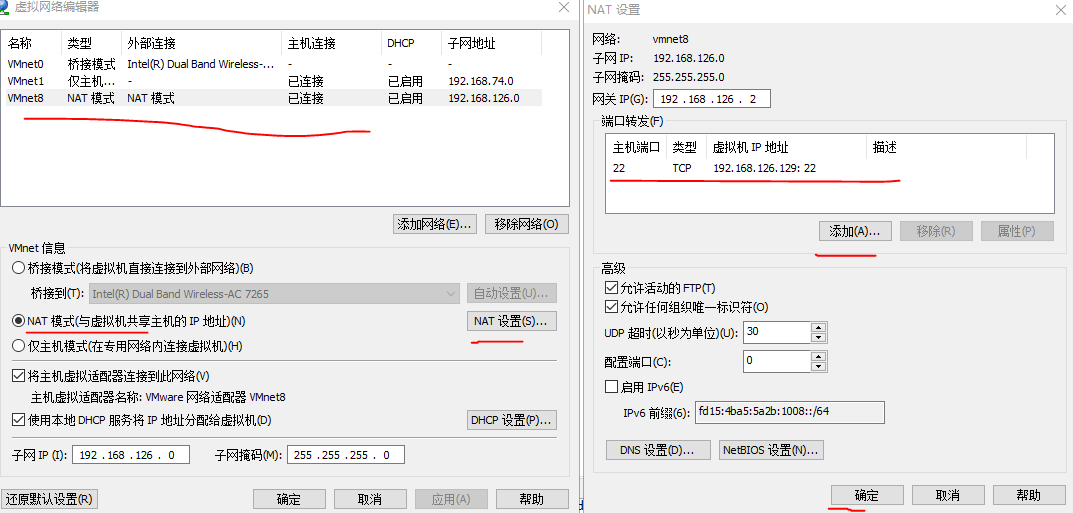 虚拟网络编辑器
名称 类型 外部连接 主机连接 DHCP 子网地址
VMnet0 桥接模式 Intel(R) Dual Band Wireless-... - - -
VMnet1 仅主机... - 已连接 已启用 192.168.74.0
VMnet8 NAT 模式 NAT 模式 已连接 已启用 192.168.126.0
添加网络(E)... 移除网络(O)
VMnet 信息
桥接模式(将虚拟机直接连接到外部网络)(B)
桥接到(T): Intel(R) Dual Band Wireless-AC 7265 自动设置(U)...
NAT 模式(与虚拟机共享主机的 IP 地址)(N) NAT 设置(S)...
仅主机模式(在专用网络内连接虚拟机)(H)
将主机虚拟适配器连接到此网络(V)
主机虚拟适配器名称: VMware 网络适配器 VMnet8
使用本地 DHCP 服务将 IP 地址分配给虚拟机(D) DHCP 设置(P)...
子网 IP (I): 192 .168 .126 . 0 子网掩码(M): 255 .255 .255 . 0
还原默认设置(R) 确定 取消 应用(A) 帮助
NAT 设置
网络: vmnet8
子网 IP: 192.168.126.0
子网掩码: 255.255.255.0
网关 IP(G): 192 .168 .126 . 2
端口转发(F)
主机端口 类型 虚拟机 IP 地址 描述
22 TCP 192.168.126.129: 22
添加(A)... 移除(R) 属性(P)
高级
允许活动的 FTP(T)
允许任何组织唯一标识符(O)
UDP 超时(以秒为单位)(U): 30
配置端口(C): 0
启用 IPv6(E)
IPv6 前缀(6): fd15:4ba5:5a2b:1008::/64
DNS 设置(D)... NetBIOS 设置(N)...
确定 取消 帮助